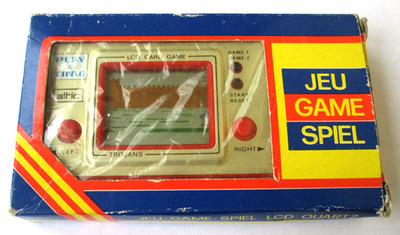 PLAY
&
TIME
LCD CARD GAME
GAME 1
GAME 2
altic
START
RESET
LEFT
TROJANS
RIGHT
JEU
GAME
SPIEL
JEU GAME SPIEL LCD QUARTZ